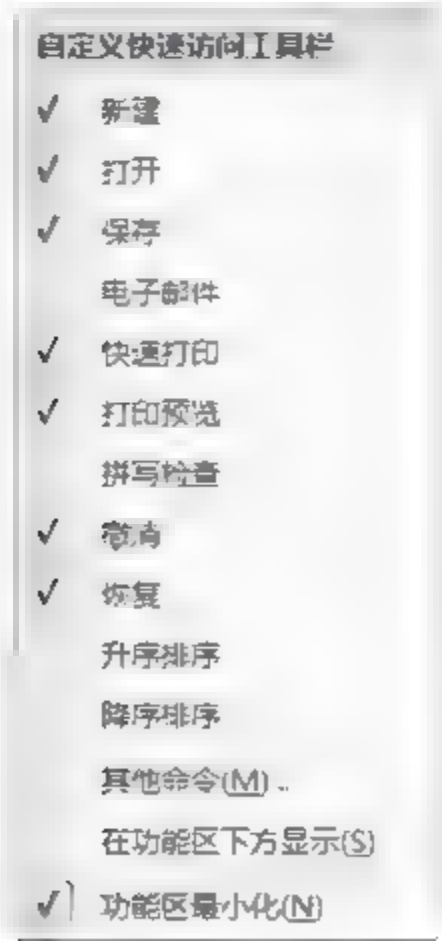 自定义快速访问工具栏
新建
打开
保存
电子邮件
快速打印
打印预览
拼写检查
撤消
恢复
升序排序
降序排序
其他命令(M)..
在功能区下方显示(S)
功能区最小化(N)